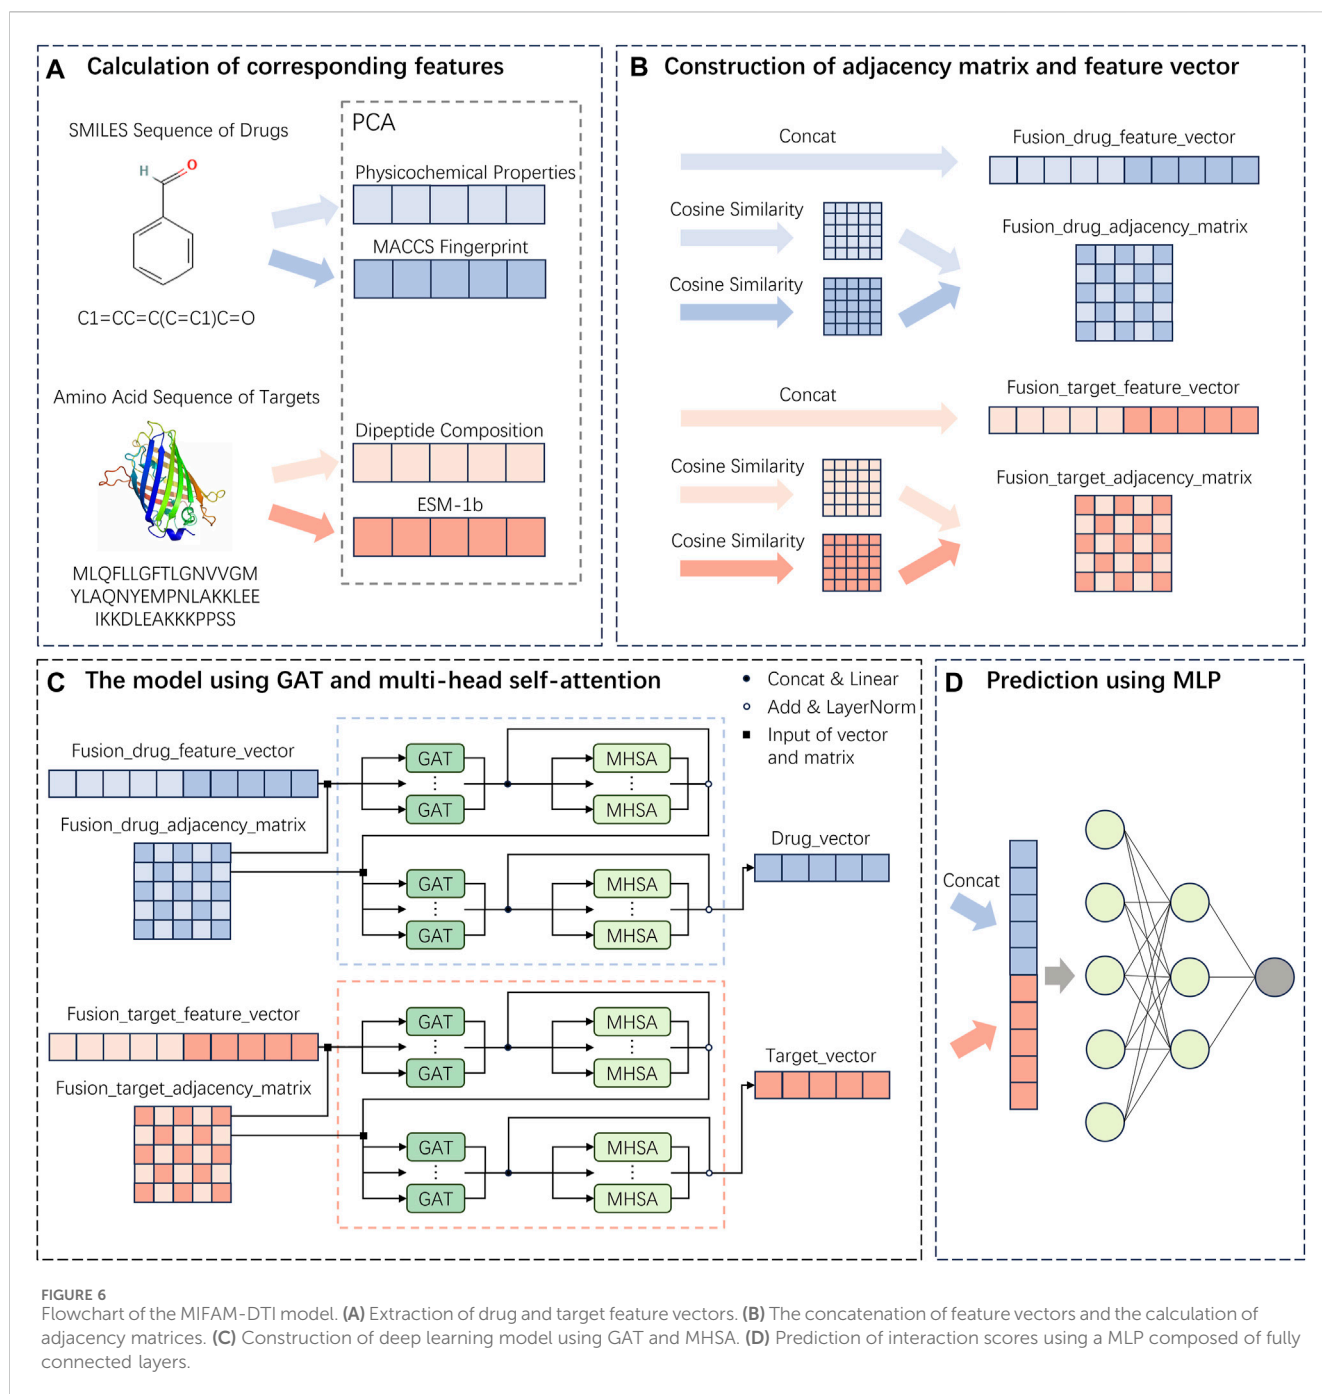 A Calculation of corresponding features
SMILES Sequence of Drugs
H
O
C1=CC=C(C=C1)C=O
PCA
Physicochemical Properties
MACCS Fingerprint
Amino Acid Sequence of Targets
MLQFLLGFTLGNVVGM
YLAQNYEMPNLAKKLEE
IKKDLEAKKKPPSS
Dipeptide Composition
ESM-1b
B Construction of adjacency matrix and feature vector
Concat
Fusion_drug_feature_vector
Cosine Similarity
Fusion_drug_adjacency_matrix
Cosine Similarity
Concat
Fusion_target_feature_vector
Cosine Similarity
Fusion_target_adjacency_matrix
Cosine Similarity
C The model using GAT and multi-head self-attention
Concat & Linear
Add & LayerNorm
Input of vector
and matrix
Fusion_drug_feature_vector
Fusion_drug_adjacency_matrix
GAT
⋮
GAT
MHSA
⋮
MHSA
GAT
⋮
GAT
MHSA
⋮
MHSA
Drug_vector
Fusion_target_feature_vector
Fusion_target_adjacency_matrix
GAT
⋮
GAT
MHSA
⋮
MHSA
GAT
⋮
GAT
MHSA
⋮
MHSA
Target_vector
D Prediction using MLP
Concat
FIGURE 6
Flowchart of the MIFAM-DTI model. (A) Extraction of drug and target feature vectors. (B) The concatenation of feature vectors and the calculation of
adjacency matrices. (C) Construction of deep learning model using GAT and MHSA. (D) Prediction of interaction scores using a MLP composed of fully
connected layers.